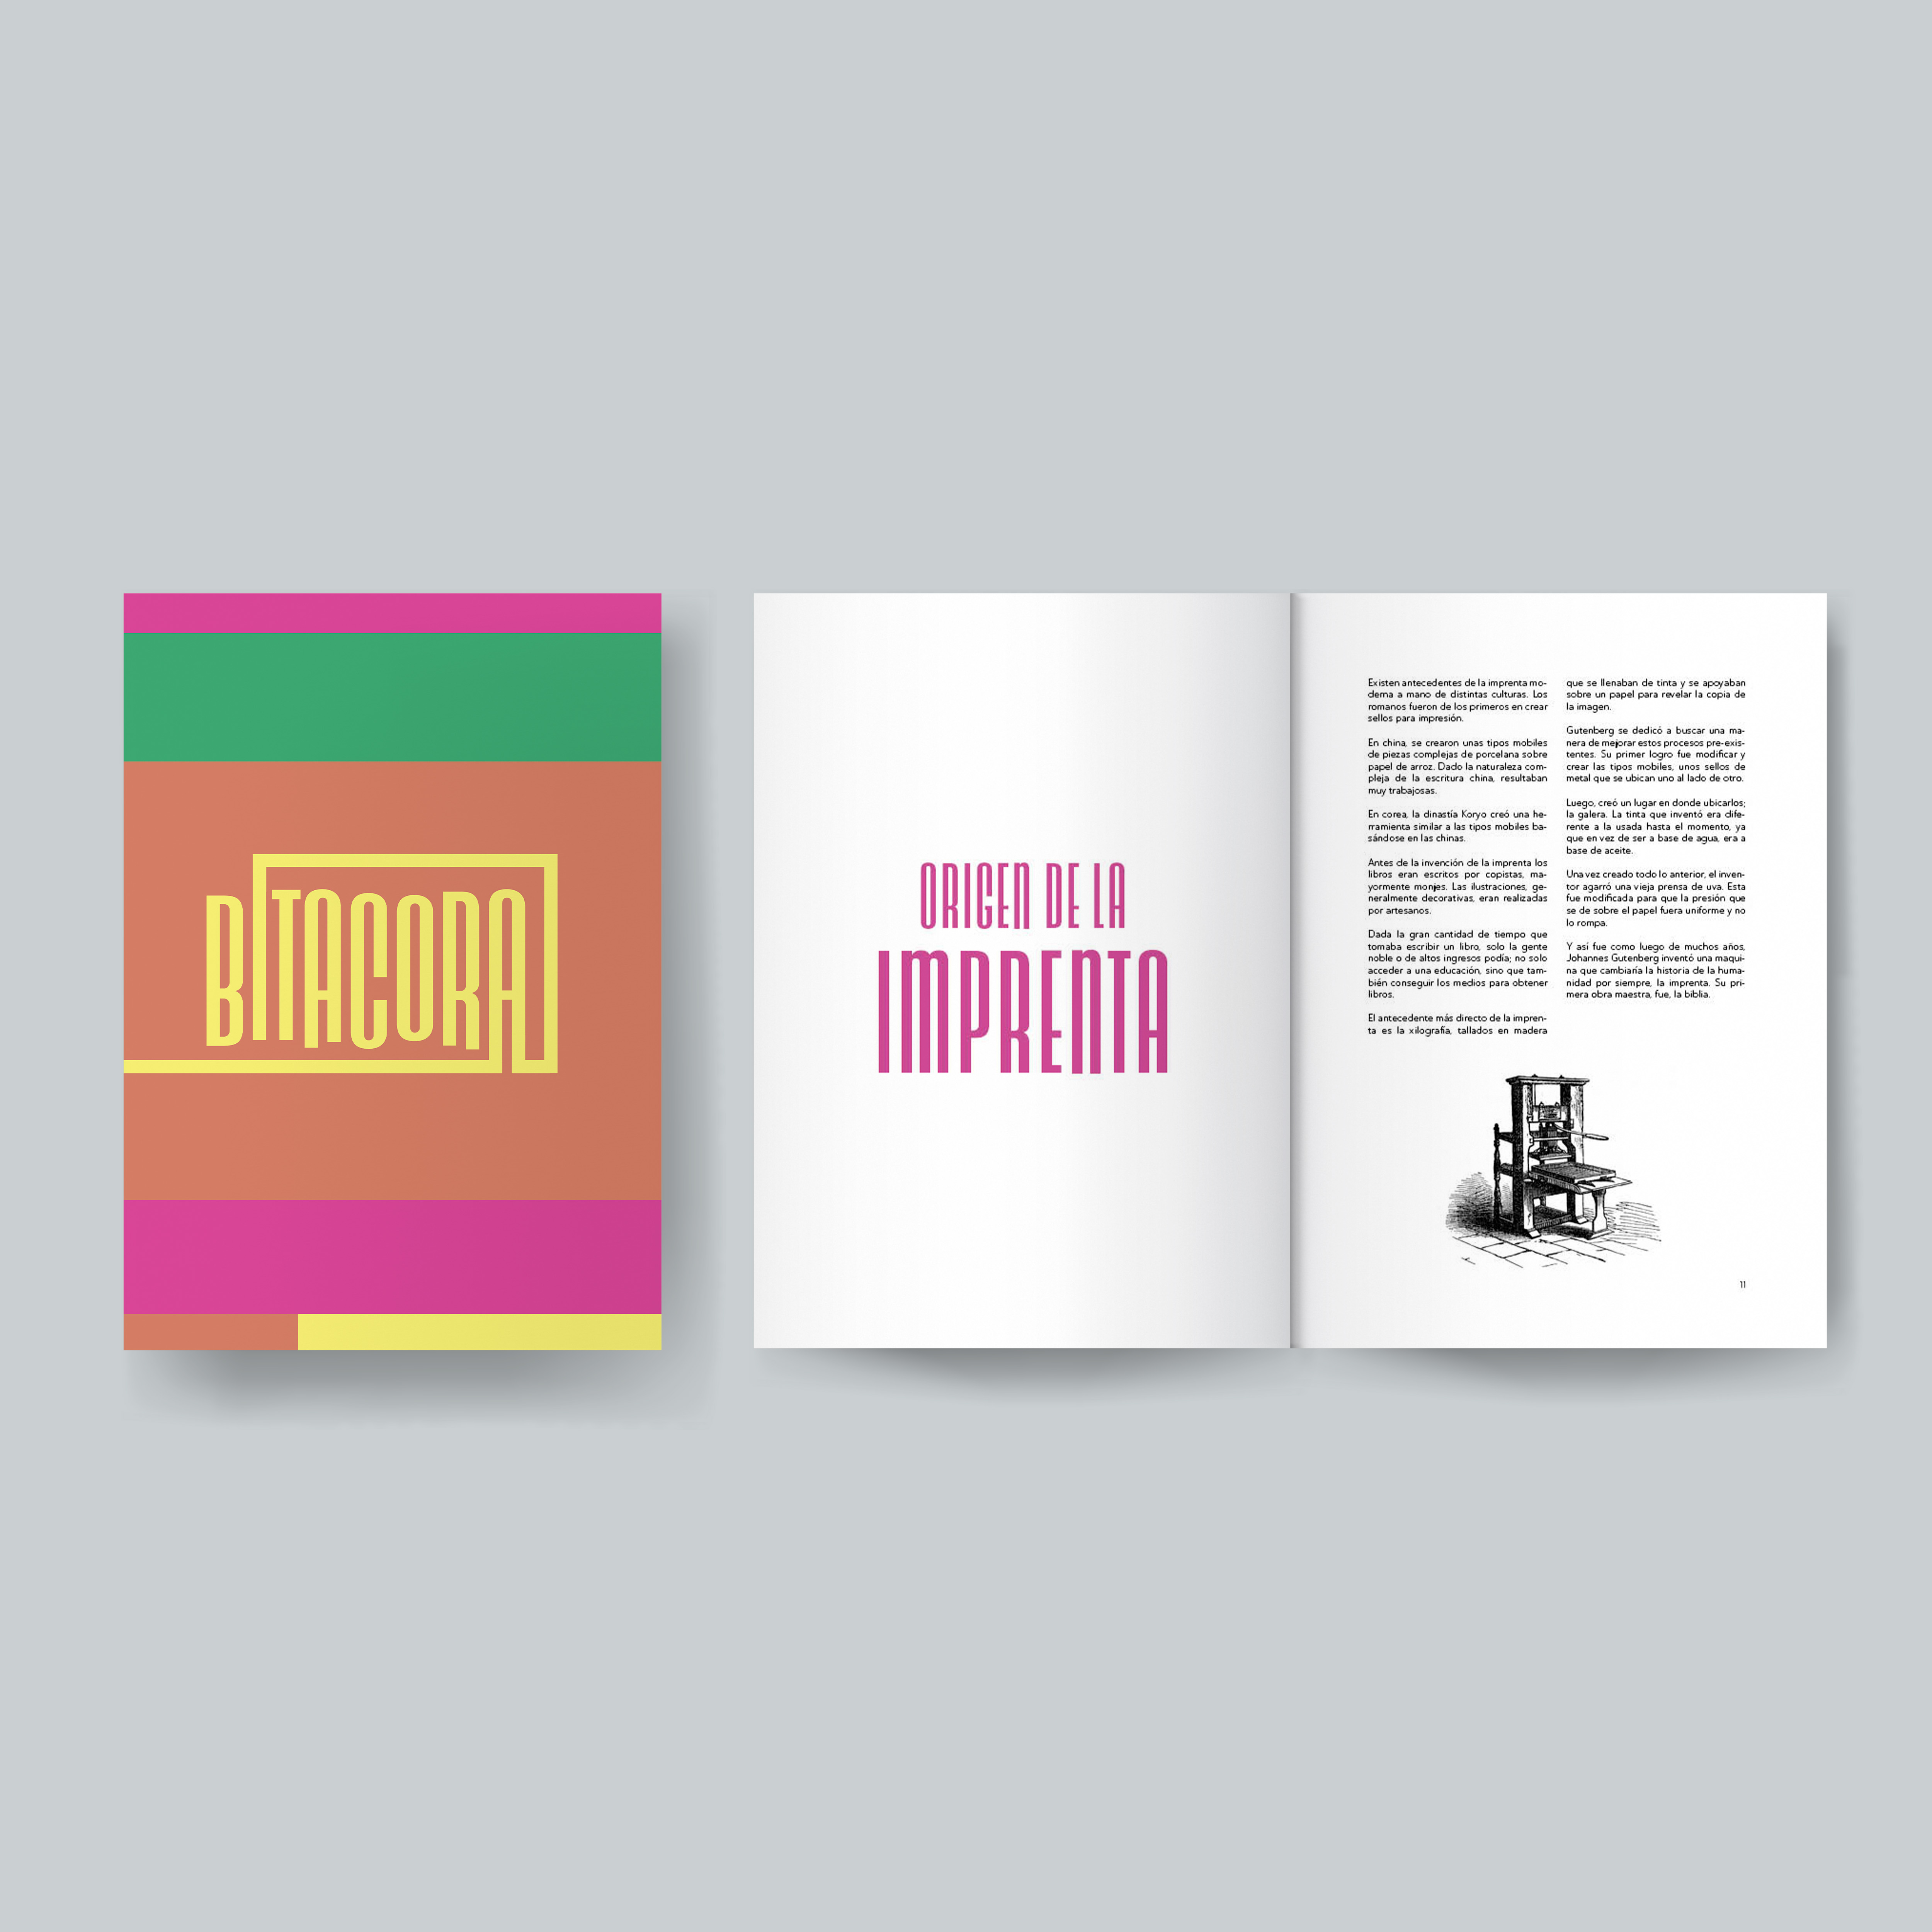 BITACORA
ORIGEN DE LA
IMPRENTA
Existen antecedentes de la imprenta mo-
derna a mano de distintas culturas. Los
romanos fueron de los primeros en crear
sellos para impresión.
En china, se crearon unas tipos mobiles
de piezas complejas de porcelana sobre
papel de arroz. Dado la naturaleza com-
pleja de la escritura china, resultaban
muy trabajosas.
En corea, la dinastía Koryo creó una he-
rramienta similar a las tipos mobiles ba-
sándose en las chinas.
Antes de la invención de la imprenta los
libros eran escritos por copistas, ma-
yormente monjes. Las ilustraciones, ge-
neralmente decorativas, eran realizadas
por artesanos.
Dada la gran cantidad de tiempo que
tomaba escribir un libro, solo la gente
noble o de altos ingresos podía; no solo
acceder a una educación, sino que tam-
bién conseguir los medios para obtener
libros.
El antecedente más directo de la impren-
ta es la xilografía, tallados en madera
que se llenaban de tinta y se apoyaban
sobre un papel para revelar la copia de
la imagen.
Gutenberg se dedicó a buscar una ma-
nera de mejorar estos procesos pre-exis-
tentes. Su primer logro fue modificar y
crear las tipos mobiles, unos sellos de
metal que se ubican uno al lado de otro.
Luego, creó un lugar en donde ubicarlos;
la galera. La tinta que inventó era dife-
rente a la usada hasta el momento, ya
que en vez de ser a base de agua, era a
base de aceite.
Una vez creado todo lo anterior, el inven-
tor agarró una vieja prensa de uva. Esta
fue modificada para que la presión que
se de sobre el papel fuera uniforme y no
lo rompa.
Y así fue como luego de muchos años,
Johannes Gutenberg inventó una maqui-
na que cambiaría la historia de la huma-
nidad por siempre, la imprenta. Su pri-
mera obra maestra, fue, la biblia.
11